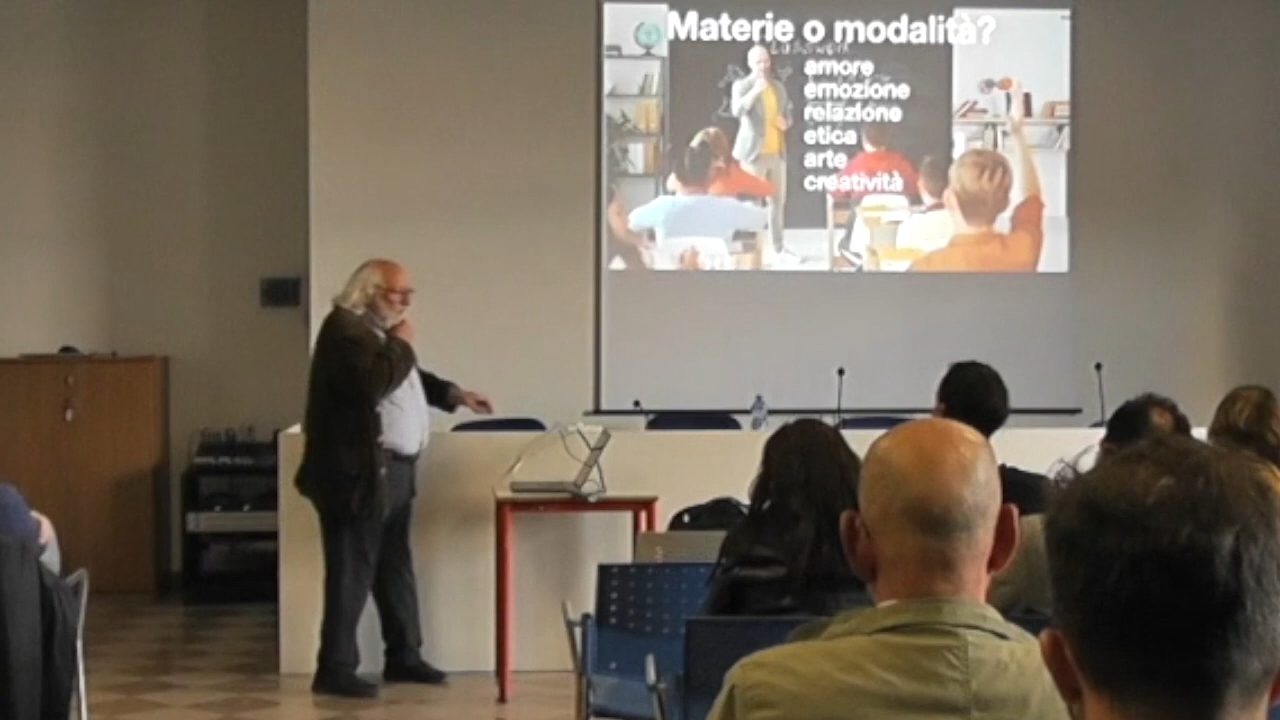 Materie o modalità?
amore
emozione
relazione
etica
arte
creatività